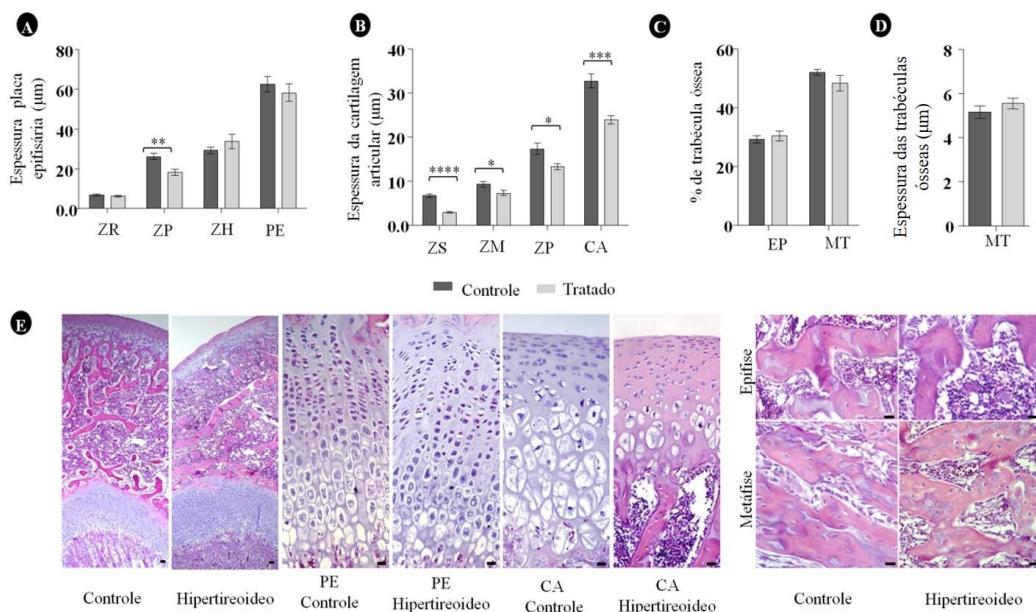 A
Espessura placa
epifisária (µm)
80
60
40
20
0.0
**
ZR
ZP
ZH
PE
B
Espessura da cartilagem
articular (µm)
40
30
20
10
0
****
*
*
***
ZS
ZM
ZP
CA
C
% de trabécula óssea
60
40
20
0
EP
MT
D
Espessura das trabéculas
ósseas (µm)
8
6
4
2
0
MT
Controle
Tratado
E
Controle
Hipertireoideo
PE
Controle
PE
Hipertireoideo
CA
Controle
CA
Hipertireoideo
Epífise
Metáfise
Controle
Hipertireoideo